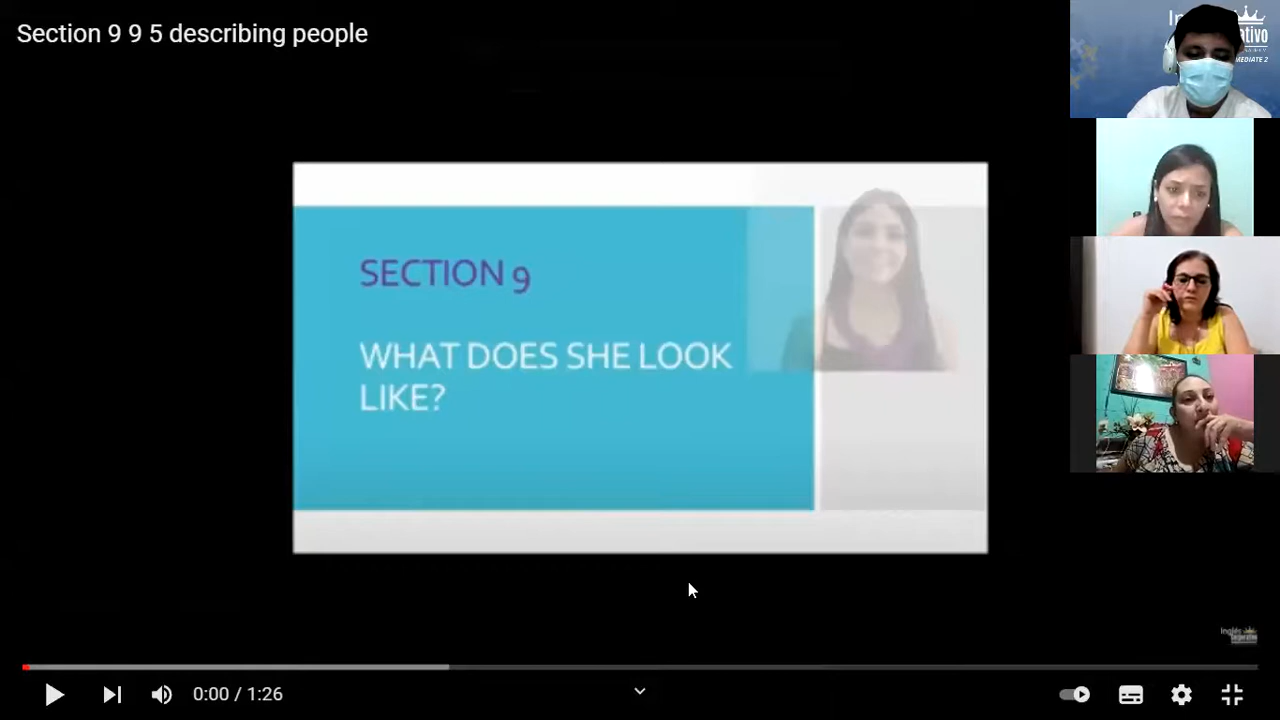 Section 9 9 5 describing people
SECTION 9
WHAT DOES SHE LOOK
LIKE?
0:00 / 1:26